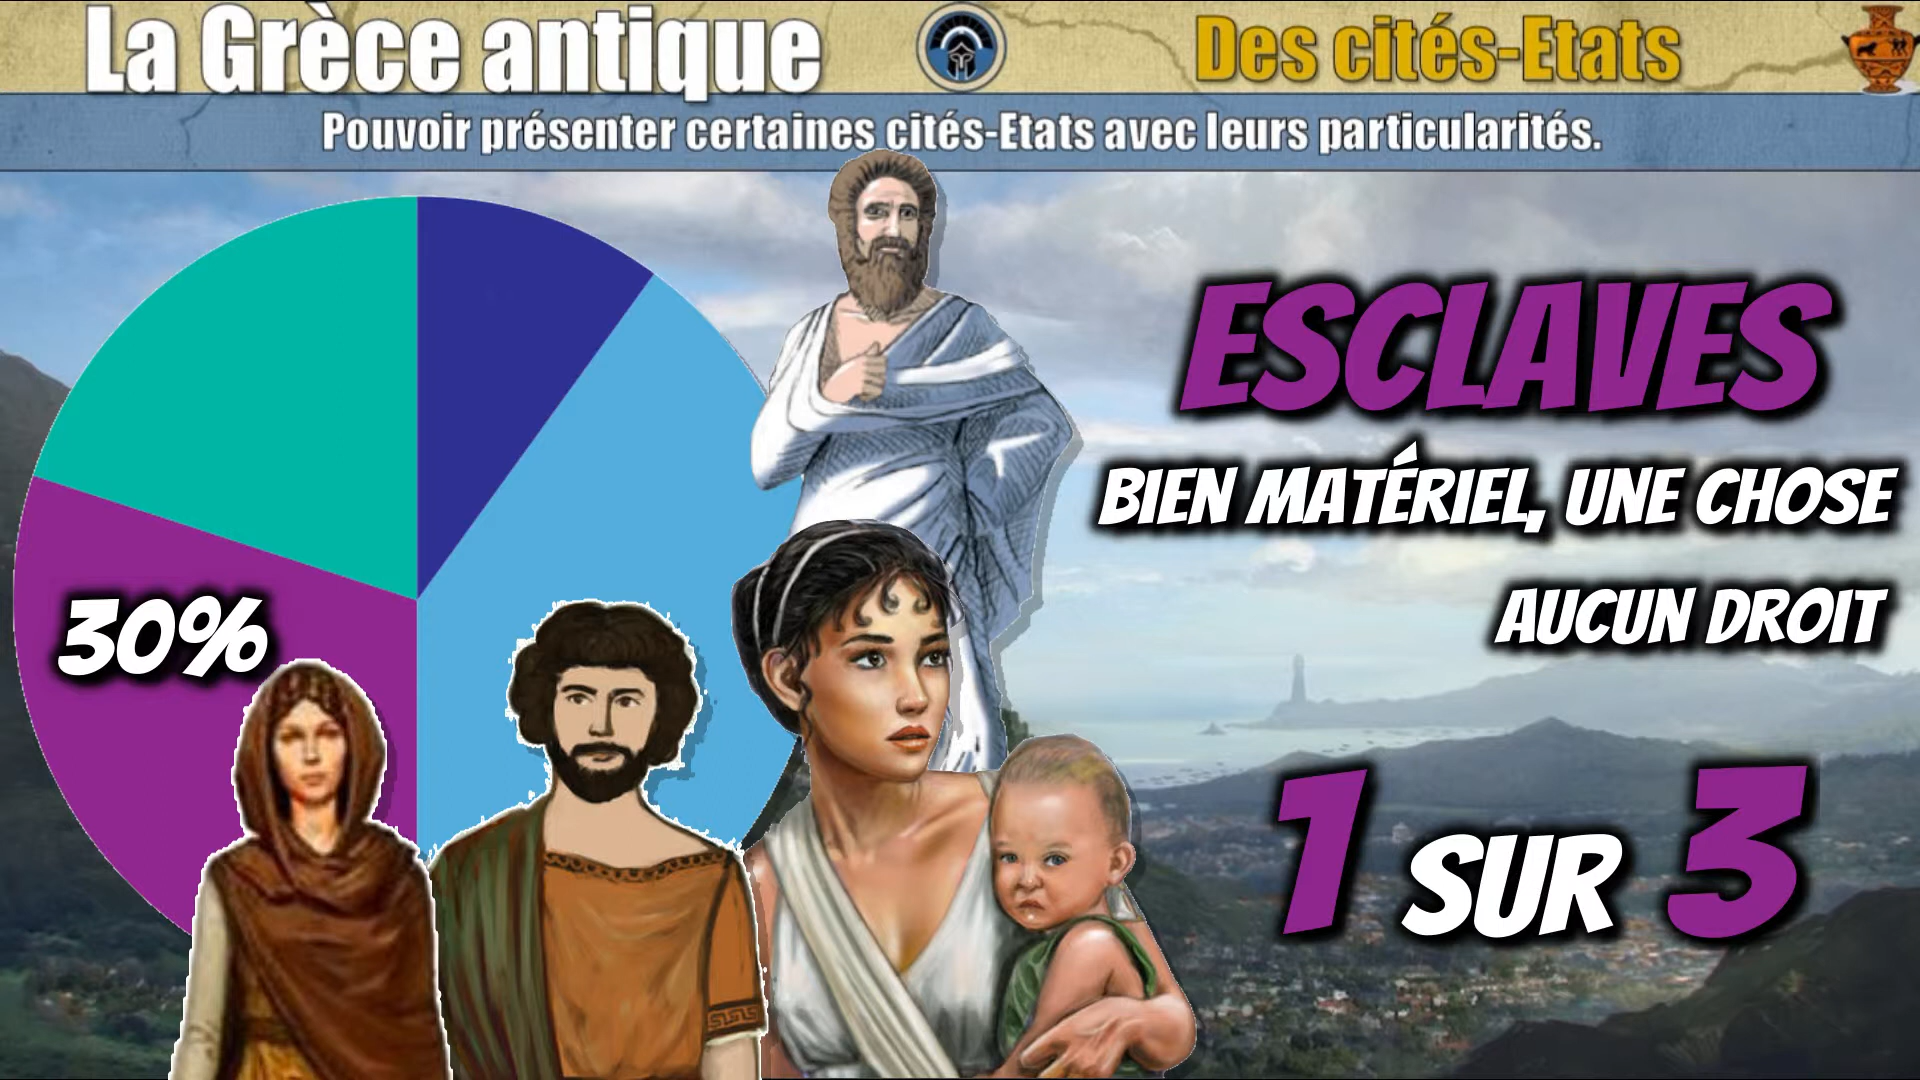 La Grèce antique
Des cités-Etats
Pouvoir présenter certaines cités-Etats avec leurs particularités.
ESCLAVES
BIEN MATÉRIEL, UNE CHOSE
AUCUN DROIT
30%
1 SUR 3